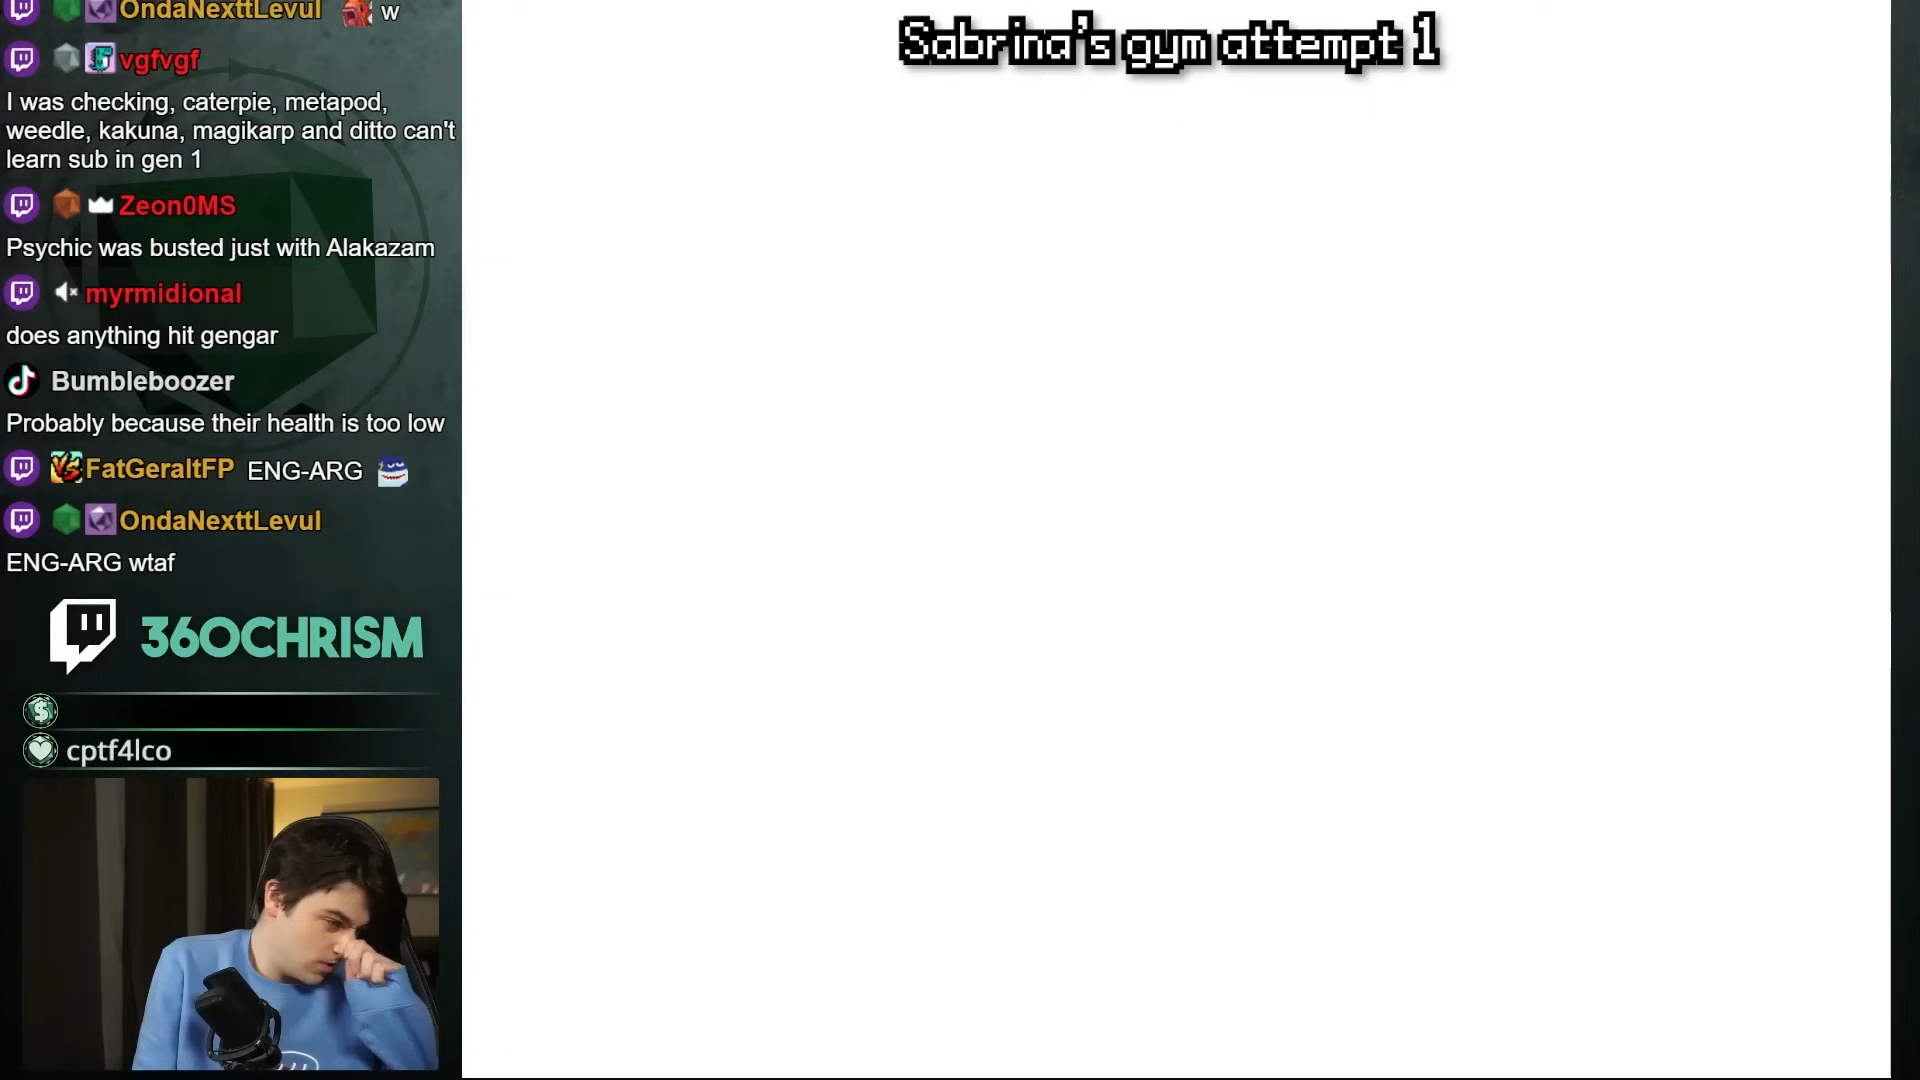 OndaNexttLevul w
vgfvgf
I was checking, caterpie, metapod,
weedle, kakuna, magikarp and ditto can't
learn sub in gen 1
Zeon0MS
Psychic was busted just with Alakazam
myrmidional
does anything hit gengar
Bumbleboozer
Probably because their health is too low
FatGeraltFP ENG-ARG
OndaNexttLevul
ENG-ARG wtaf
360CHRISM
cptf4lco
Sabrina's gym attempt 1